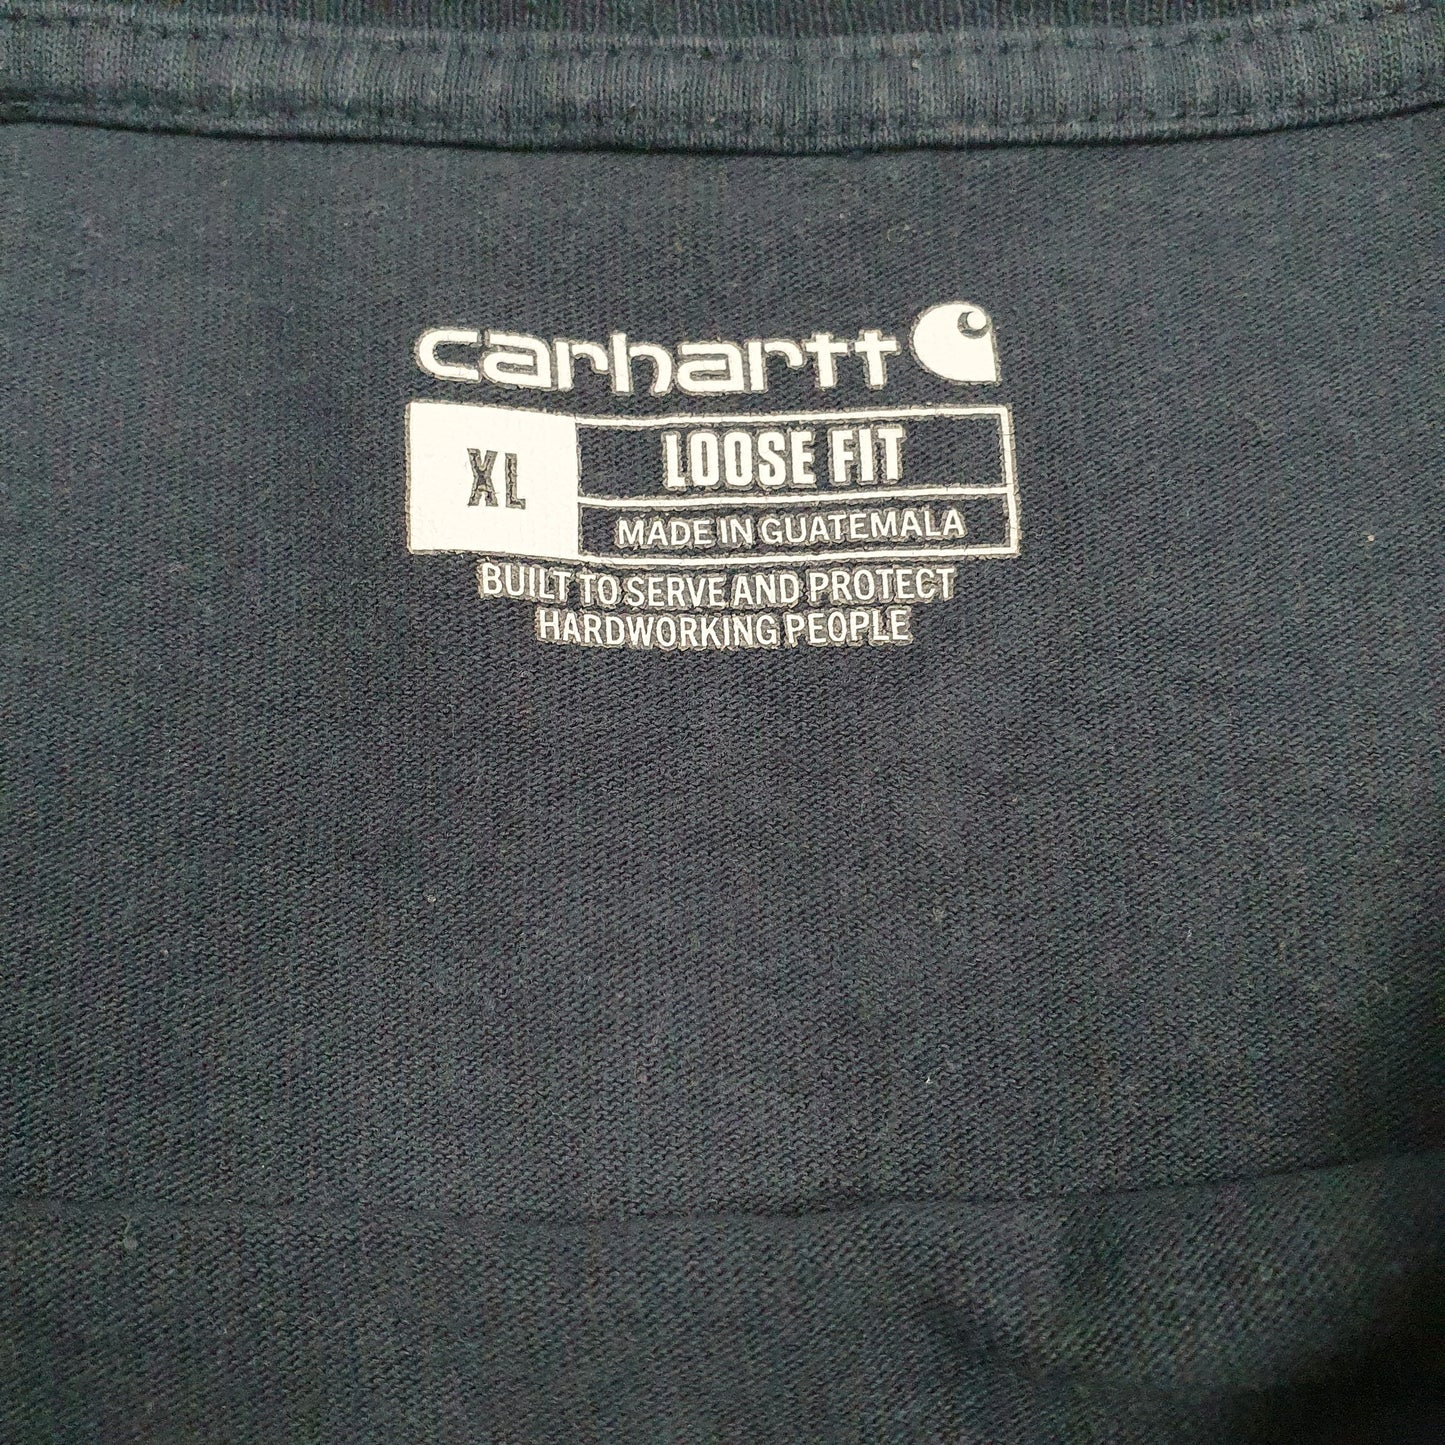 carhartt
XL
LOOSE FIT
MADE IN GUATEMALA
BUILT TO SERVE AND PROTECT
HARDWORKING PEOPLE